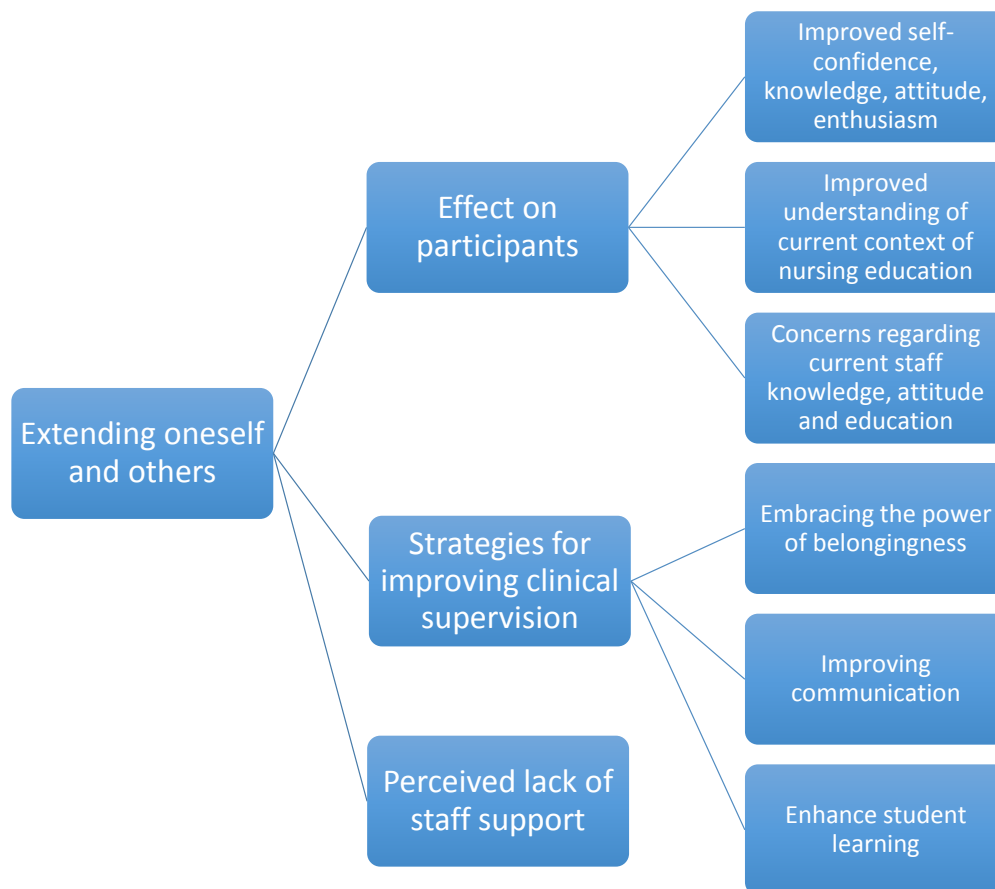 Extending oneself
and others
Effect on
participants
Improved self-
confidence,
knowledge, attitude,
enthusiasm
Improved
understanding of
current context of
nursing education
Concerns regarding
current staff
knowledge, attitude
and education
Strategies for
improving clinical
supervision
Embracing the power
of belongingness
Improving
communication
Enhance student
learning
Perceived lack of
staff support